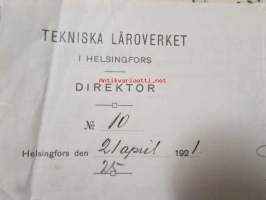 TEKNISKA LÄROVERKET
I HELSINGFORS
DIREKTOR
№ 10
Helsingfors den 21 april 1921
25